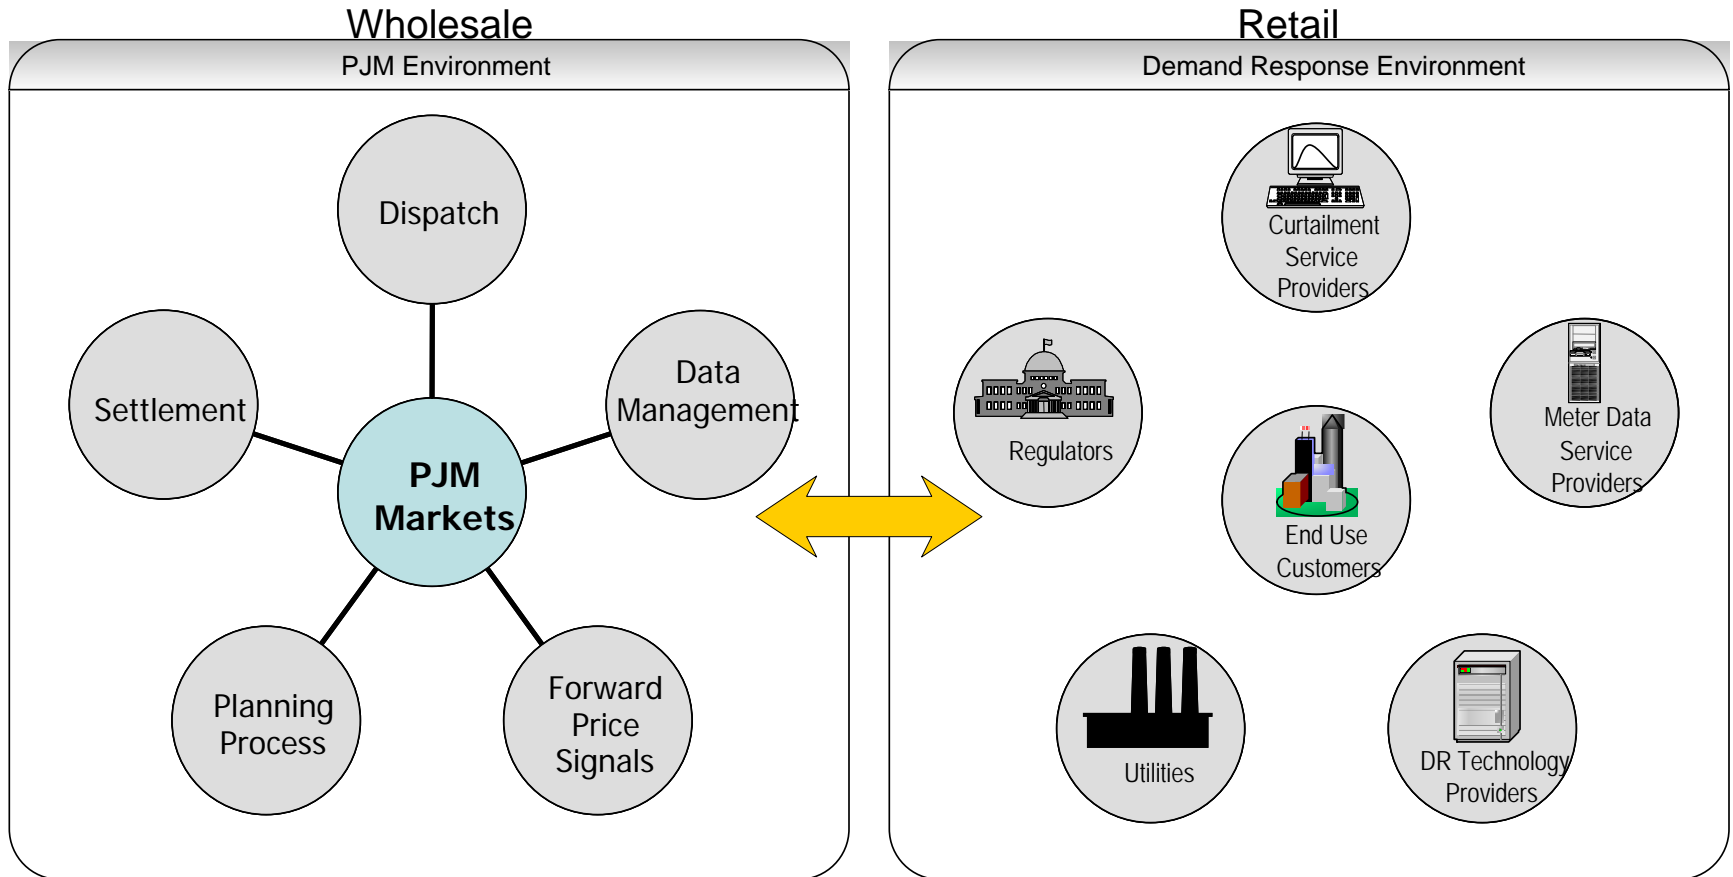 Wholesale
PJM Environment
Dispatch
Settlement
Data
Management
PJM
Markets
Planning
Process
Forward
Price
Signals
Retail
Demand Response Environment
Curtailment
Service
Providers
Regulators
Meter Data
Service
Providers
End Use
Customers
Utilities
DR Technology
Providers